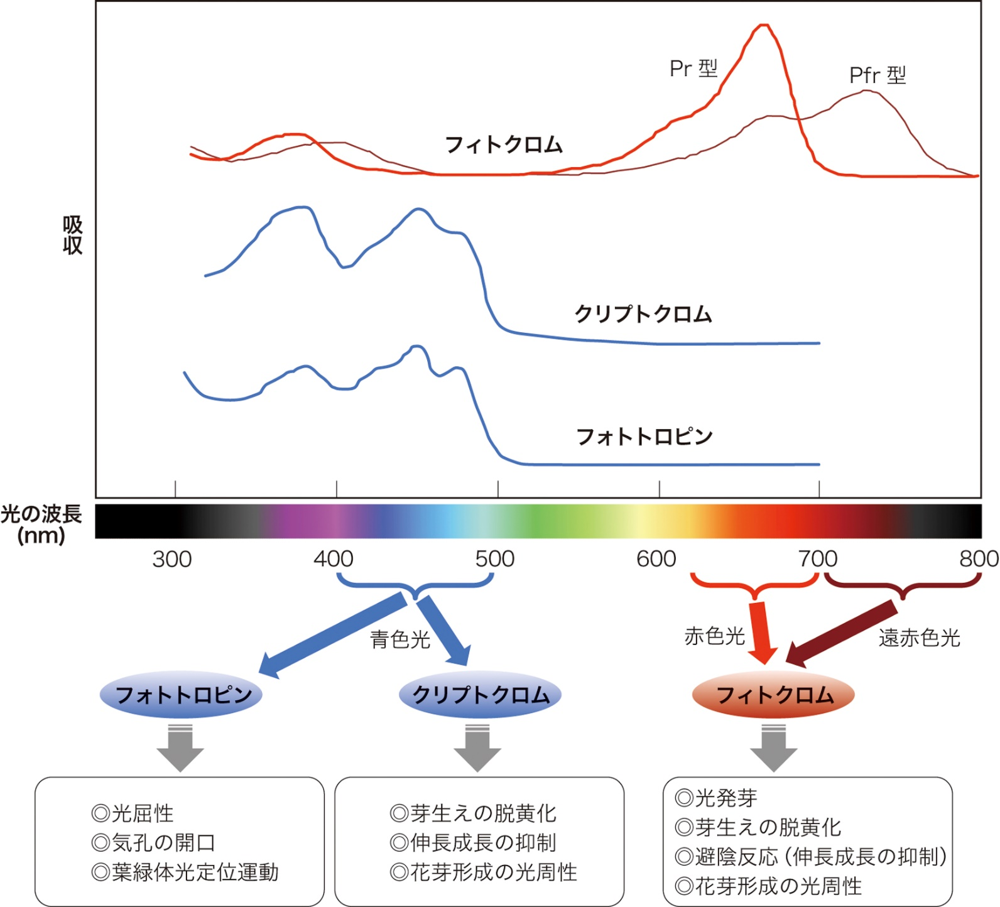 Pr 型
Pfr 型
フィトクロム
吸収
クリプトクロム
フォトトロピン
光の波長
(nm)
300 400 500 600 700 800
青色光
赤色光
遠赤色光
フォトトロピン
クリプトクロム
フィトクロム
◎光屈性
◎気孔の開口
◎葉緑体光定位運動
◎芽生えの脱黄化
◎伸長成長の抑制
◎花芽形成の光周性
◎光発芽
◎芽生えの脱黄化
◎避陰反応（伸長成長の抑制）
◎花芽形成の光周性